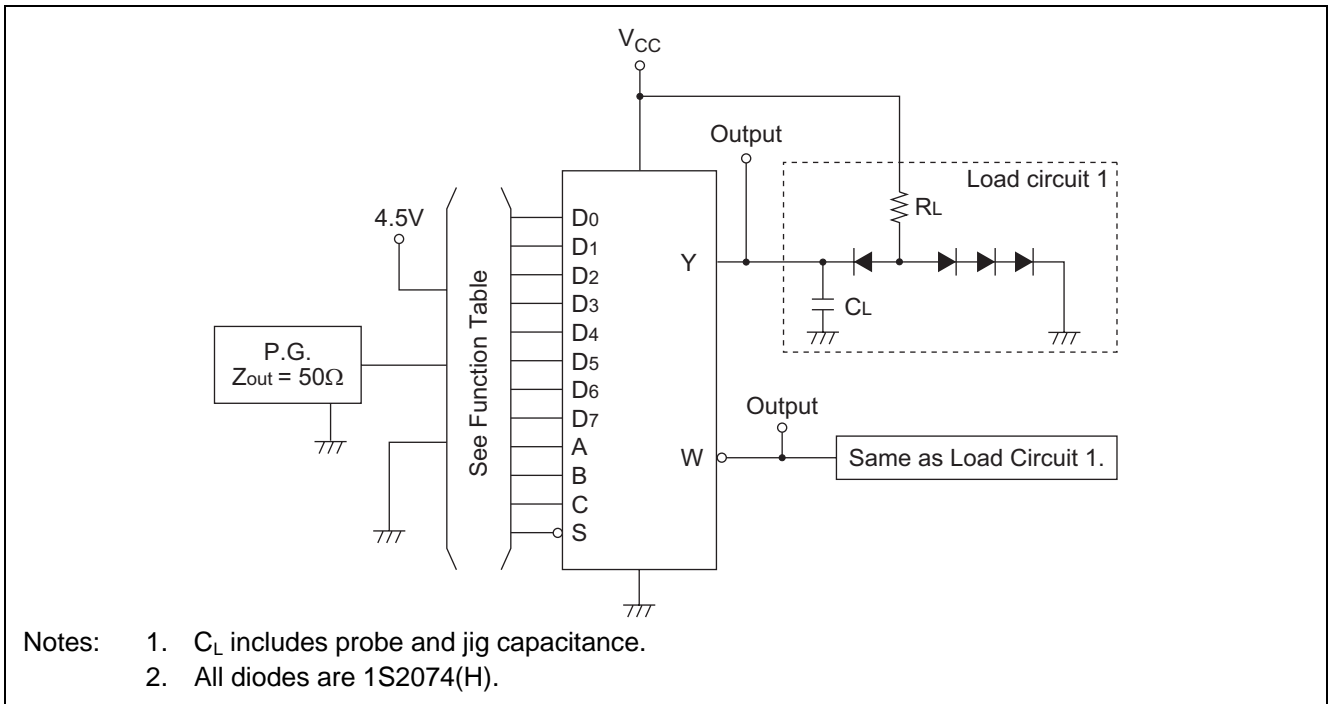 VCC
Output
Load circuit 1
RL
4.5V
See Function Table
D0
D1
D2
D3
D4
D5
D6
D7
A
B
C
S
Y
CL
P.G.
Zout = 50Ω
Output
W
Same as Load Circuit 1.
Notes: 1. CL includes probe and jig capacitance.
2. All diodes are 1S2074(H).